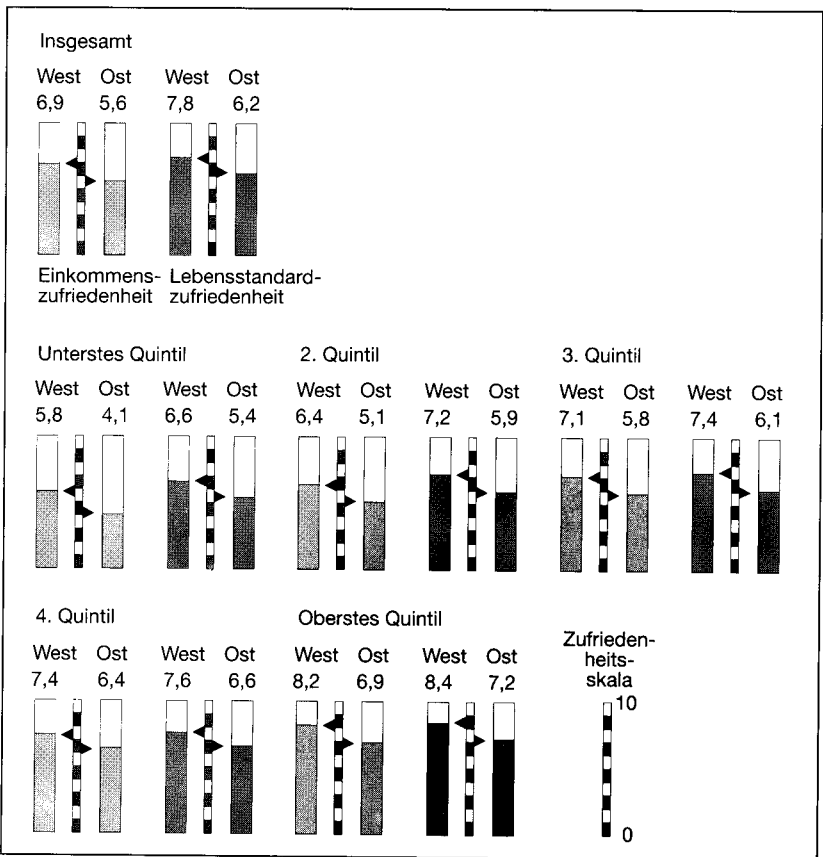 Insgesamt
West Ost West Ost
6,9 5,6 7,8 6,2
Einkommens- Lebensstandard-
zufriedenheit zufriedenheit
Unterstes Quintil 2. Quintil 3. Quintil
West Ost West Ost West Ost West Ost West Ost West Ost
5,8 4,1 6,6 5,4 6,4 5,1 7,2 5,9 7,1 5,8 7,4 6,1
4. Quintil Oberstes Quintil
West Ost West Ost West Ost West Ost
7,4 6,4 7,6 6,6 8,2 6,9 8,4 7,2
Zufrieden-
heits-
skala
10
0